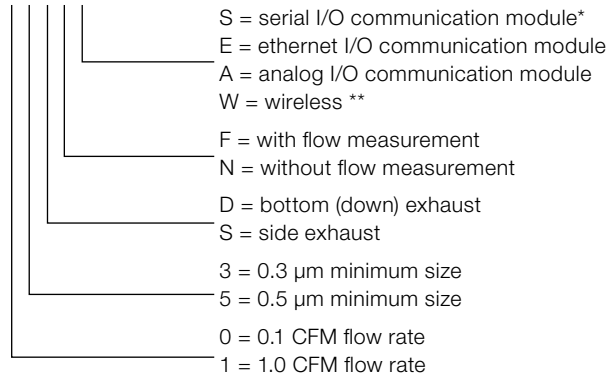 S = serial I/O communication module*
E = ethernet I/O communication module
A = analog I/O communication module
W = wireless **
F = with flow measurement
N = without flow measurement
D = bottom (down) exhaust
S = side exhaust
3 = 0.3 µm minimum size
5 = 0.5 µm minimum size
0 = 0.1 CFM flow rate
1 = 1.0 CFM flow rate